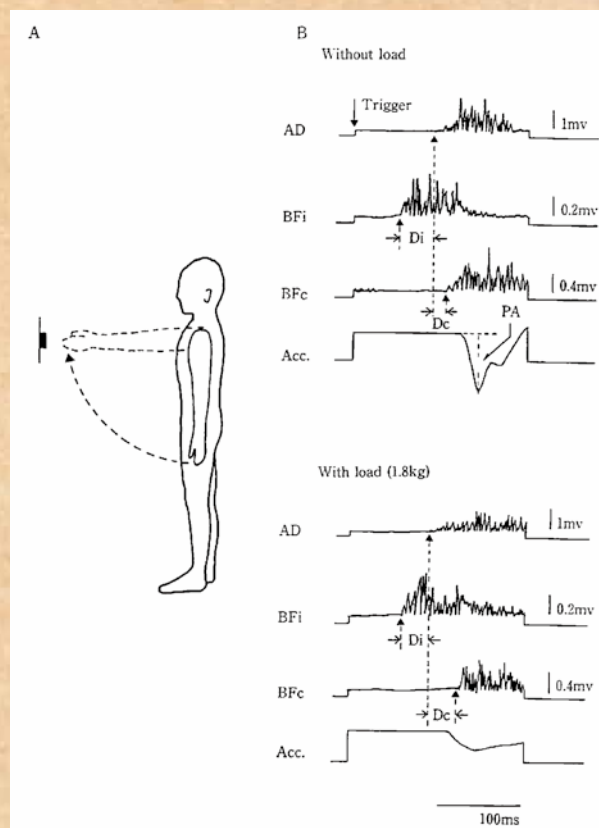 A
B
Without load
Trigger
AD
1mv
BFi
0.2mv
Di
BFc
0.4mv
Dc
PA
Acc.
With load (1.8kg)
AD
1mv
BFi
0.2mv
Di
BFc
0.4mv
Dc
Acc.
100ms